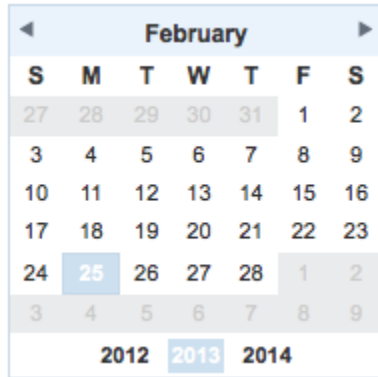 February
S M T W T F S
27 28 29 30 31 1 2
3 4 5 6 7 8 9
10 11 12 13 14 15 16
17 18 19 20 21 22 23
24 25 26 27 28 1 2
3 4 5 6 7 8 9
2012 2013 2014